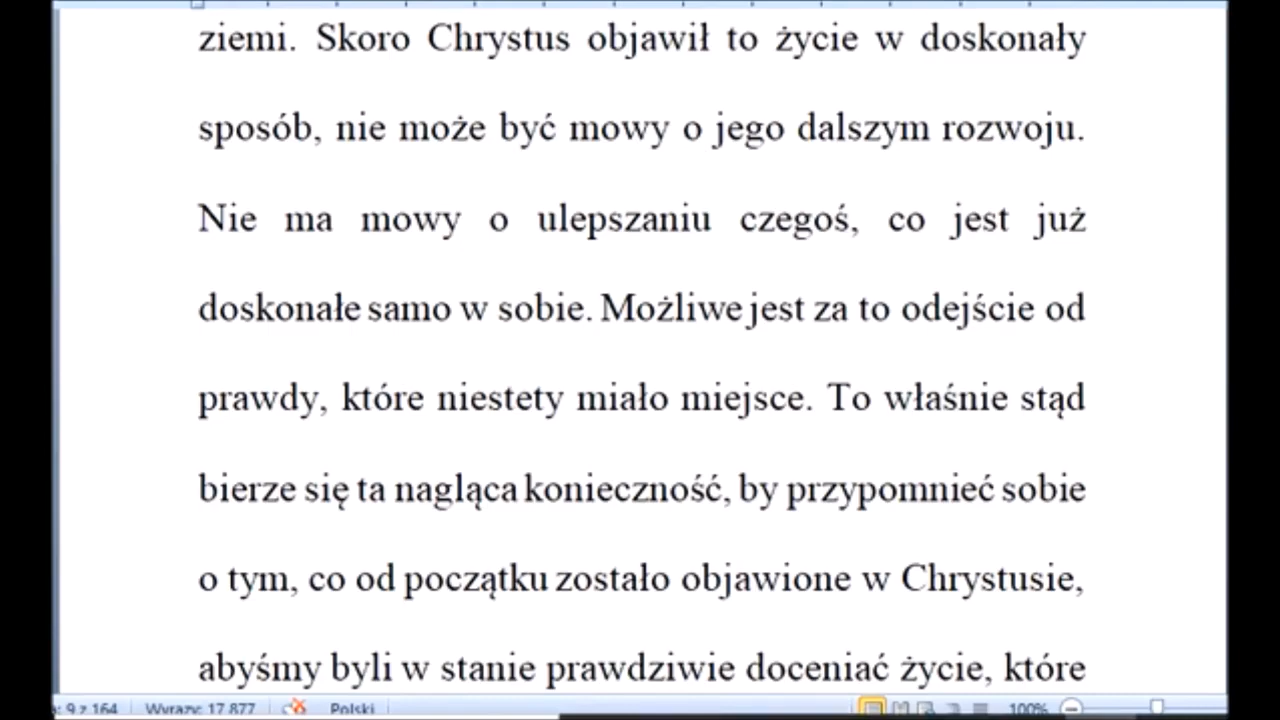 ziemi. Skoro Chrystus objawił to życie w doskonały
sposób, nie może być mowy o jego dalszym rozwoju.
Nie ma mowy o ulepszaniu czegoś, co jest już
doskonałe samo w sobie. Możliwe jest za to odejście od
prawdy, które niestety miało miejsce. To właśnie stąd
bierze się ta nagląca konieczność, by przypomnieć sobie
o tym, co od początku zostało objawione w Chrystusie,
abyśmy byli w stanie prawdziwie doceniać życie, które
: 9 z 164 Wyrazy: 17 877 Polski 100%